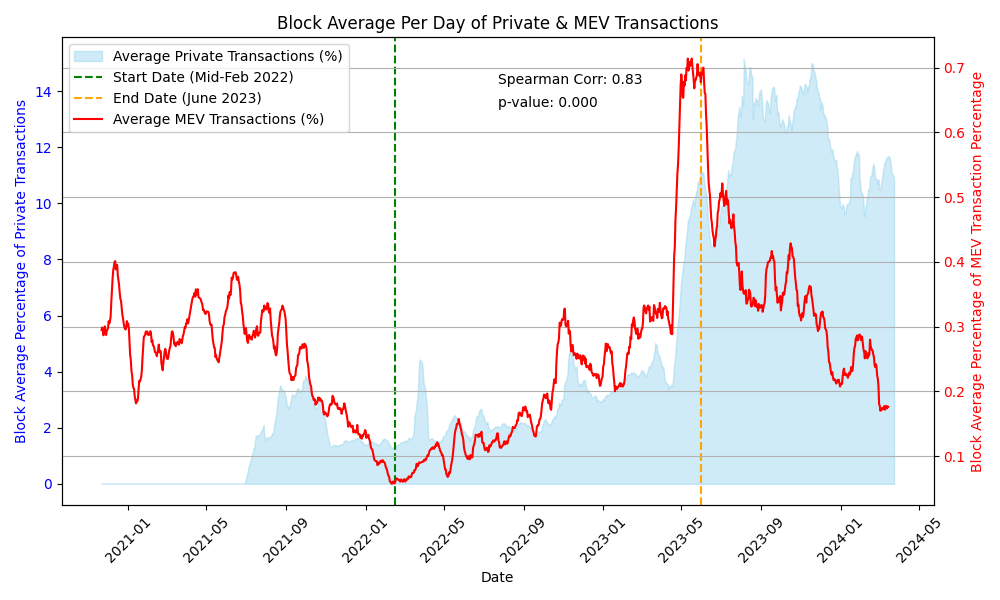 Block Average Per Day of Private & MEV Transactions
Average Private Transactions (%)
Start Date (Mid-Feb 2022)
End Date (June 2023)
Average MEV Transactions (%)
Spearman Corr: 0.83
p-value: 0.000
Block Average Percentage of Private Transactions
14
12
10
8
6
4
2
0
0.7
0.6
0.5
0.4
0.3
0.2
0.1
Block Average Percentage of MEV Transaction Percentage
2021-01
2021-05
2021-09
2022-01
2022-05
2022-09
2023-01
2023-05
2023-09
2024-01
2024-05
Date